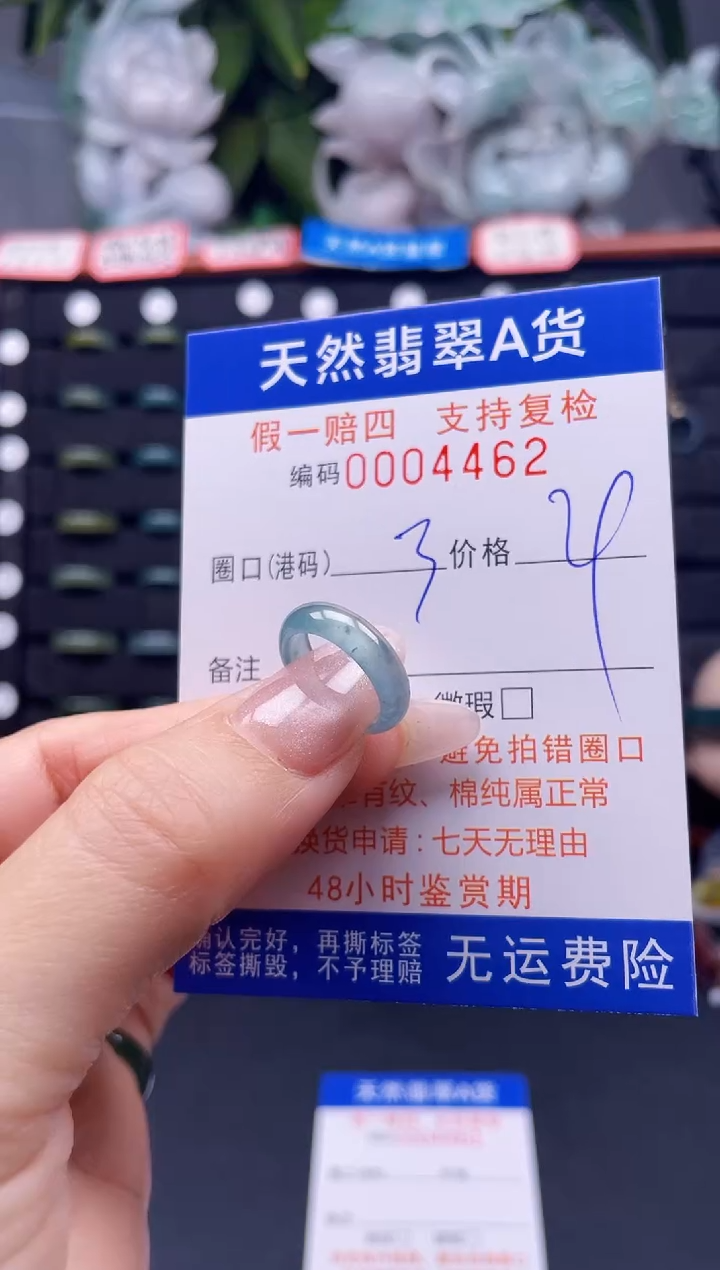 天然翡翠A货
假一赔四 支持复检
编码0004462
圈口(港码) 3 价格
备注
微瑕□
避免拍错圈口
纹、棉纯属正常
换货申请:七天无理由
48小时鉴赏期
确认完好，再撕标签
标签撕毁，不予理赔
无运费险